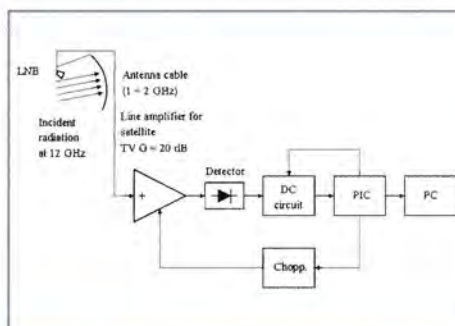 LNB
Antenna cable
(1 – 2 GHz)
Incident
radiation
at 12 GHz
Line amplifier for
satellite
TV G = 20 dB
Detector
DC
circuit
PIC
PC
Chopp.
+